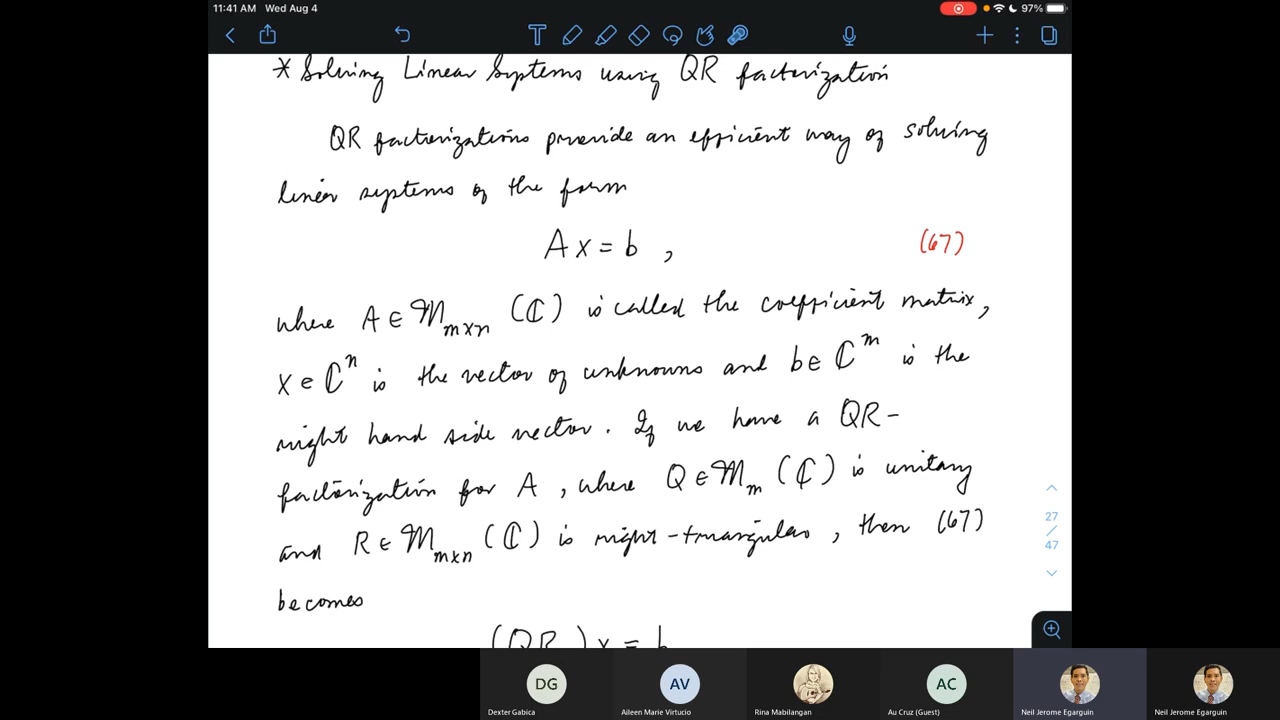 11:41 AM Wed Aug 4
97%
* Solving Linear Systems using QR factorization
QR factorizations provide an efficient way of solving
linear systems of the form
Ax = b , (67)
where A ∈ M_{m×n} (ℂ) is called the coefficient matrix,
x ∈ ℂ^n is the vector of unknowns and b ∈ ℂ^m is the
right hand side vector. If we have a QR-
factorization for A, where Q ∈ M_m (ℂ) is unitary
and R ∈ M_{m×n} (ℂ) is right-triangular, then (67)
becomes
(QR)x = b
27
/
47
DG AV AC
Dexter Gabica Aileen Marie Virtucio Rina Mabilangan Au Cruz (Guest) Neil Jerome Egarguin Neil Jerome Egarguin